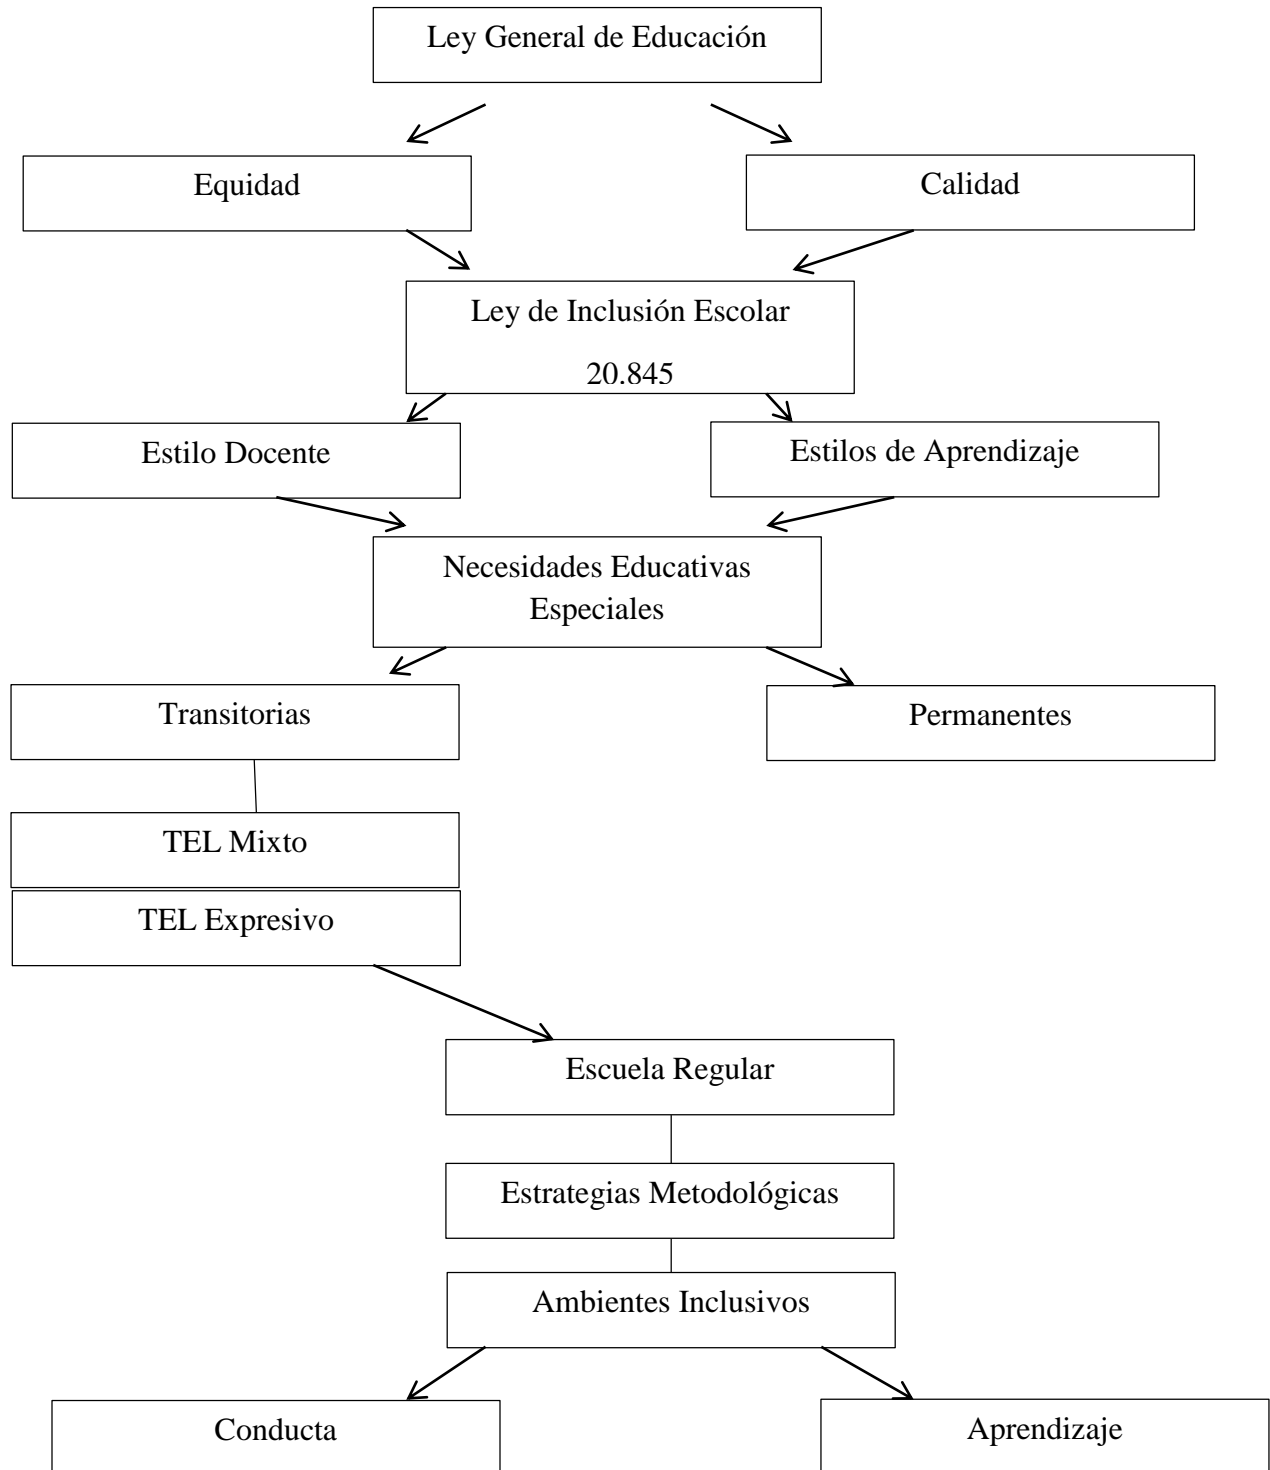 Ley General de Educación
Equidad
Calidad
Ley de Inclusión Escolar
20.845
Estilo Docente
Estilos de Aprendizaje
Necesidades Educativas
Especiales
Transitorias
Permanentes
TEL Mixto
TEL Expresivo
Escuela Regular
Estrategias Metodológicas
Ambientes Inclusivos
Conducta
Aprendizaje